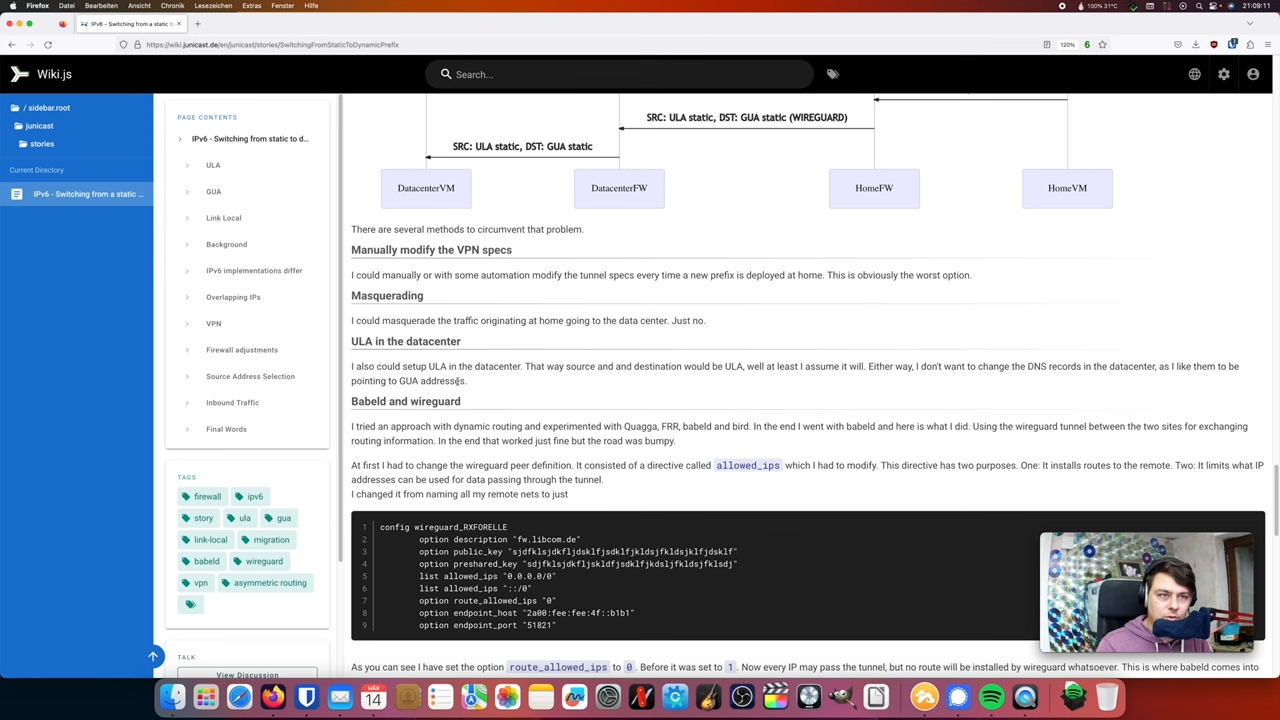 Firefox Datei Bearbeiten Ansicht Chronik Lesezeichen Extras Fenster Hilfe 100% 31°C 21:09:11
IPv6 - Switching from a static to
https://wiki.junicast.de/en/junicast/stories/SwitchingFromStaticToDynamicPrefix 120% 6
Wiki.js
Search...
/ sidebar.root
junicast
stories
Current Directory
IPv6 - Switching from a static ...
PAGE CONTENTS
IPv6 - Switching from static to d...
ULA
GUA
Link Local
Background
IPv6 implementations differ
Overlapping IPs
VPN
Firewall adjustments
Source Address Selection
Inbound Traffic
Final Words
TAGS
firewall ipv6
story ula gua
link-local migration
babeld wireguard
vpn asymmetric routing
TALK
View Discussion
SRC: ULA static, DST: GUA static (WIREGUARD)
SRC: ULA static, DST: GUA static
DatacenterVM DatacenterFW HomeFW HomeVM
There are several methods to circumvent that problem.
Manually modify the VPN specs
I could manually or with some automation modify the tunnel specs every time a new prefix is deployed at home. This is obviously the worst option.
Masquerading
I could masquerade the traffic originating at home going to the data center. Just no.
ULA in the datacenter
I also could setup ULA in the datacenter. That way source and and destination would be ULA, well at least I assume it will. Either way, I don't want to change the DNS records in the datacenter, as I like them to be
pointing to GUA addresses.
Babeld and wireguard
I tried an approach with dynamic routing and experimented with Quagga, FRR, babeld and bird. In the end I went with babeld and here is what I did. Using the wireguard tunnel between the two sites for exchanging
routing information. In the end that worked just fine but the road was bumpy.
At first I had to change the wireguard peer definition. It consisted of a directive called allowed_ips which I had to modify. This directive has two purposes. One: It installs routes to the remote. Two: It limits what IP
addresses can be used for data passing through the tunnel.
I changed it from naming all my remote nets to just
1 config wireguard_RXFORELLE
2 option description "fw.libcom.de"
3 option public_key "sjdfklsjdkfljdsklfjsdklfjkldsjfkldsjklfjdsklf"
4 option preshared_key "sdjfklsjdkfljskldfjsdklfjsdklfjkldsjfklsdj"
5 list allowed_ips "0.0.0.0/0"
6 list allowed_ips "::/0"
7 option route_allowed_ips "0"
8 option endpoint_host "2a00:fee:fee:4f::b1b1"
9 option endpoint_port "51821"
As you can see I have set the option route_allowed_ips to 0. Before it was set to 1. Now every IP may pass the tunnel, but no route will be installed by wireguard whatsoever. This is where babeld comes into
MÄR
14